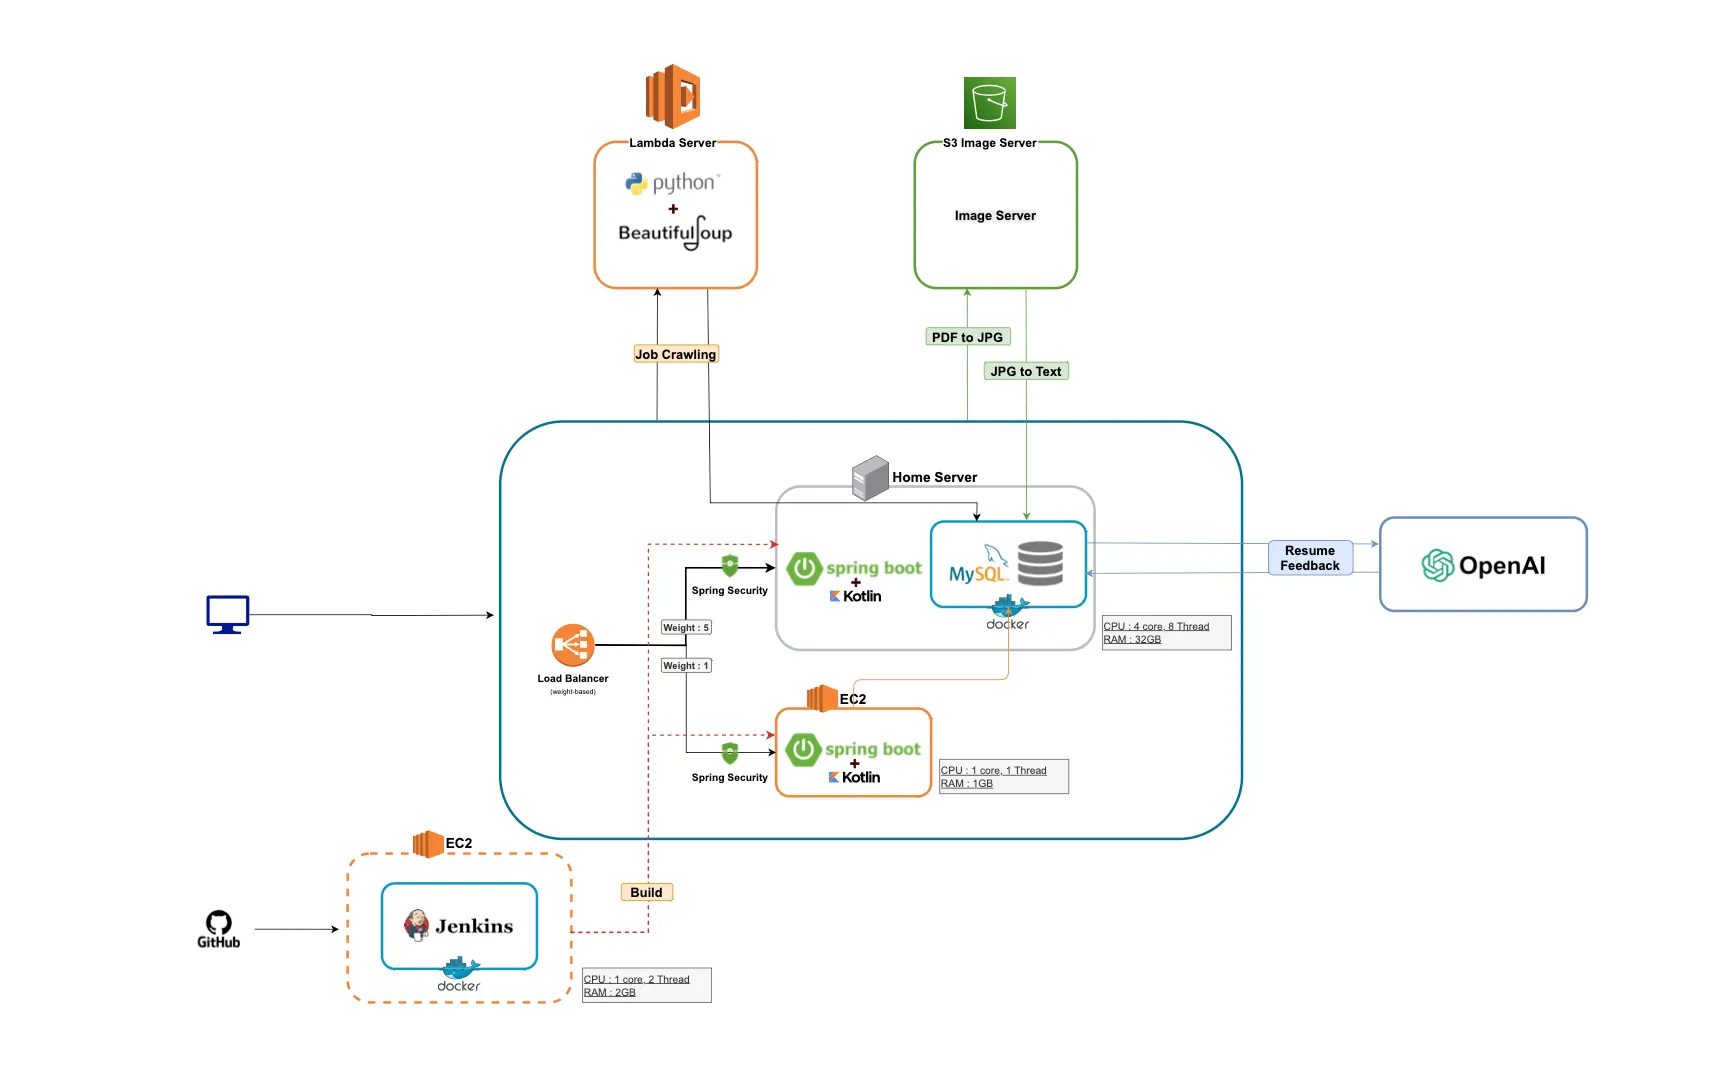 Lambda Server
python
+
BeautifulSoup
S3 Image Server
Image Server
Job Crawling
PDF to JPG
JPG to Text
Home Server
spring boot
+
Kotlin
MySQL
docker
CPU : 4 core, 8 Thread
RAM : 32GB
Resume
Feedback
OpenAI
Spring Security
Weight : 5
Weight : 1
Load Balancer
(weight-based)
EC2
spring boot
+
Kotlin
Spring Security
CPU : 1 core, 1 Thread
RAM : 1GB
EC2
Jenkins
docker
Build
GitHub
CPU : 1 core, 2 Thread
RAM : 2GB